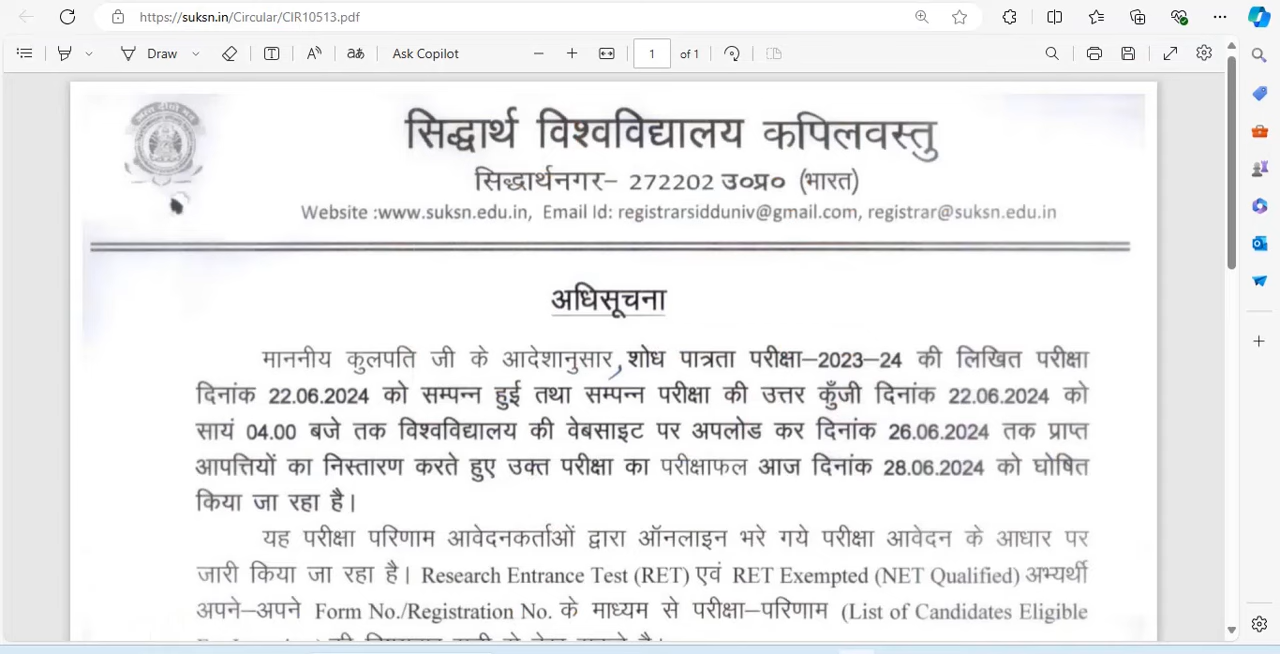 https://suksn.in/Circular/CIR10513.pdf
Draw aあ Ask Copilot 1 of 1
सिद्धार्थ विश्वविद्यालय कपिलवस्तु
सिद्धार्थनगर– 272202 उ०प्र० (भारत)
Website :www.suksn.edu.in, Email Id: registrarsidduniv@gmail.com, registrar@suksn.edu.in
अधिसूचना
माननीय कुलपति जी के आदेशानुसार, शोध पात्रता परीक्षा–2023–24 की लिखित परीक्षा
दिनांक 22.06.2024 को सम्पन्न हुई तथा सम्पन्न परीक्षा की उत्तर कुँजी दिनांक 22.06.2024 को
सायं 04.00 बजे तक विश्वविद्यालय की वेबसाइट पर अपलोड कर दिनांक 26.06.2024 तक प्राप्त
आपत्तियों का निस्तारण करते हुए उक्त परीक्षा का परीक्षाफल आज दिनांक 28.06.2024 को घोषित
किया जा रहा है।
यह परीक्षा परिणाम आवेदनकर्ताओं द्वारा ऑनलाइन भरे गये परीक्षा आवेदन के आधार पर
जारी किया जा रहा है। Research Entrance Test (RET) एवं RET Exempted (NET Qualified) अभ्यर्थी
अपने–अपने Form No./Registration No. के माध्यम से परीक्षा–परिणाम (List of Candidates Eligible